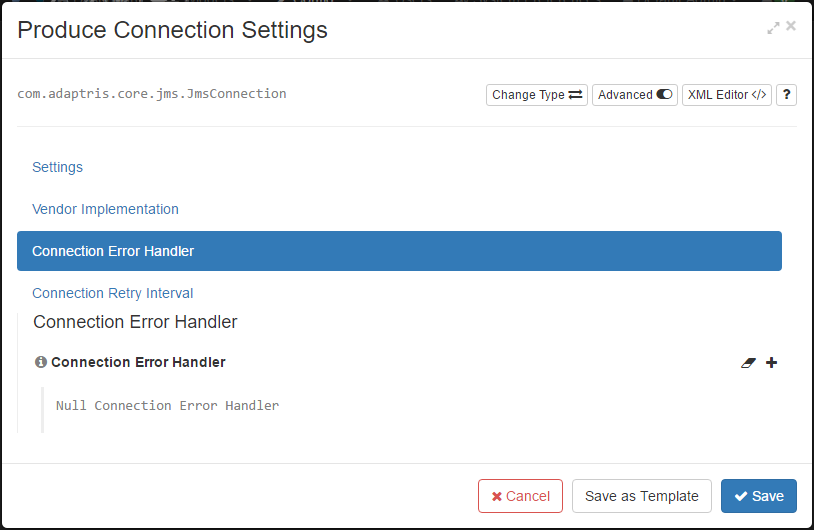 Produce Connection Settings
com.adaptris.core.jms.JmsConnection
Change Type
Advanced
XML Editor </>
?
Settings
Vendor Implementation
Connection Error Handler
Connection Retry Interval
Connection Error Handler
Connection Error Handler
Null Connection Error Handler
Cancel
Save as Template
Save